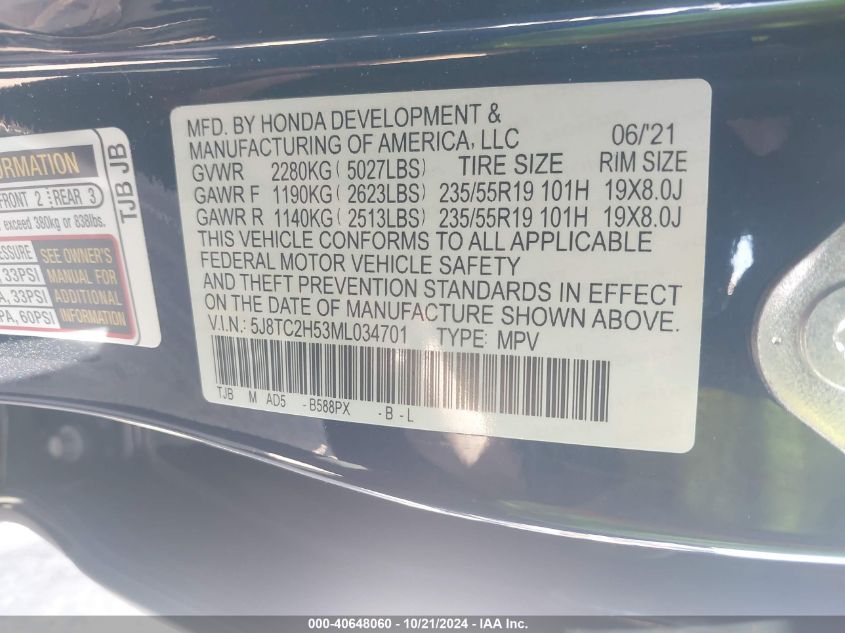 MFD. BY HONDA DEVELOPMENT &
MANUFACTURING OF AMERICA, LLC 06/'21
GVWR 2280KG ( 5027LBS) TIRE SIZE RIM SIZE
GAWR F 1190KG ( 2623LBS) 235/55R19 101H 19X8.0J
GAWR R 1140KG ( 2513LBS) 235/55R19 101H 19X8.0J
THIS VEHICLE CONFORMS TO ALL APPLICABLE
FEDERAL MOTOR VEHICLE SAFETY
AND THEFT PREVENTION STANDARDS IN EFFECT
ON THE DATE OF MANUFACTURE SHOWN ABOVE.
V.I.N.: 5J8TC2H53ML034701 TYPE: MPV
TJB M AD5 - B588PX - B - L
FRONT 2 REAR 3
exceed 380kg or 838lbs.
TJB JB
33PSI
33PSI
60PSI
SEE OWNER'S
MANUAL FOR
ADDITIONAL
INFORMATION
000-40648060 - 10/21/2024 - IAA, Inc.